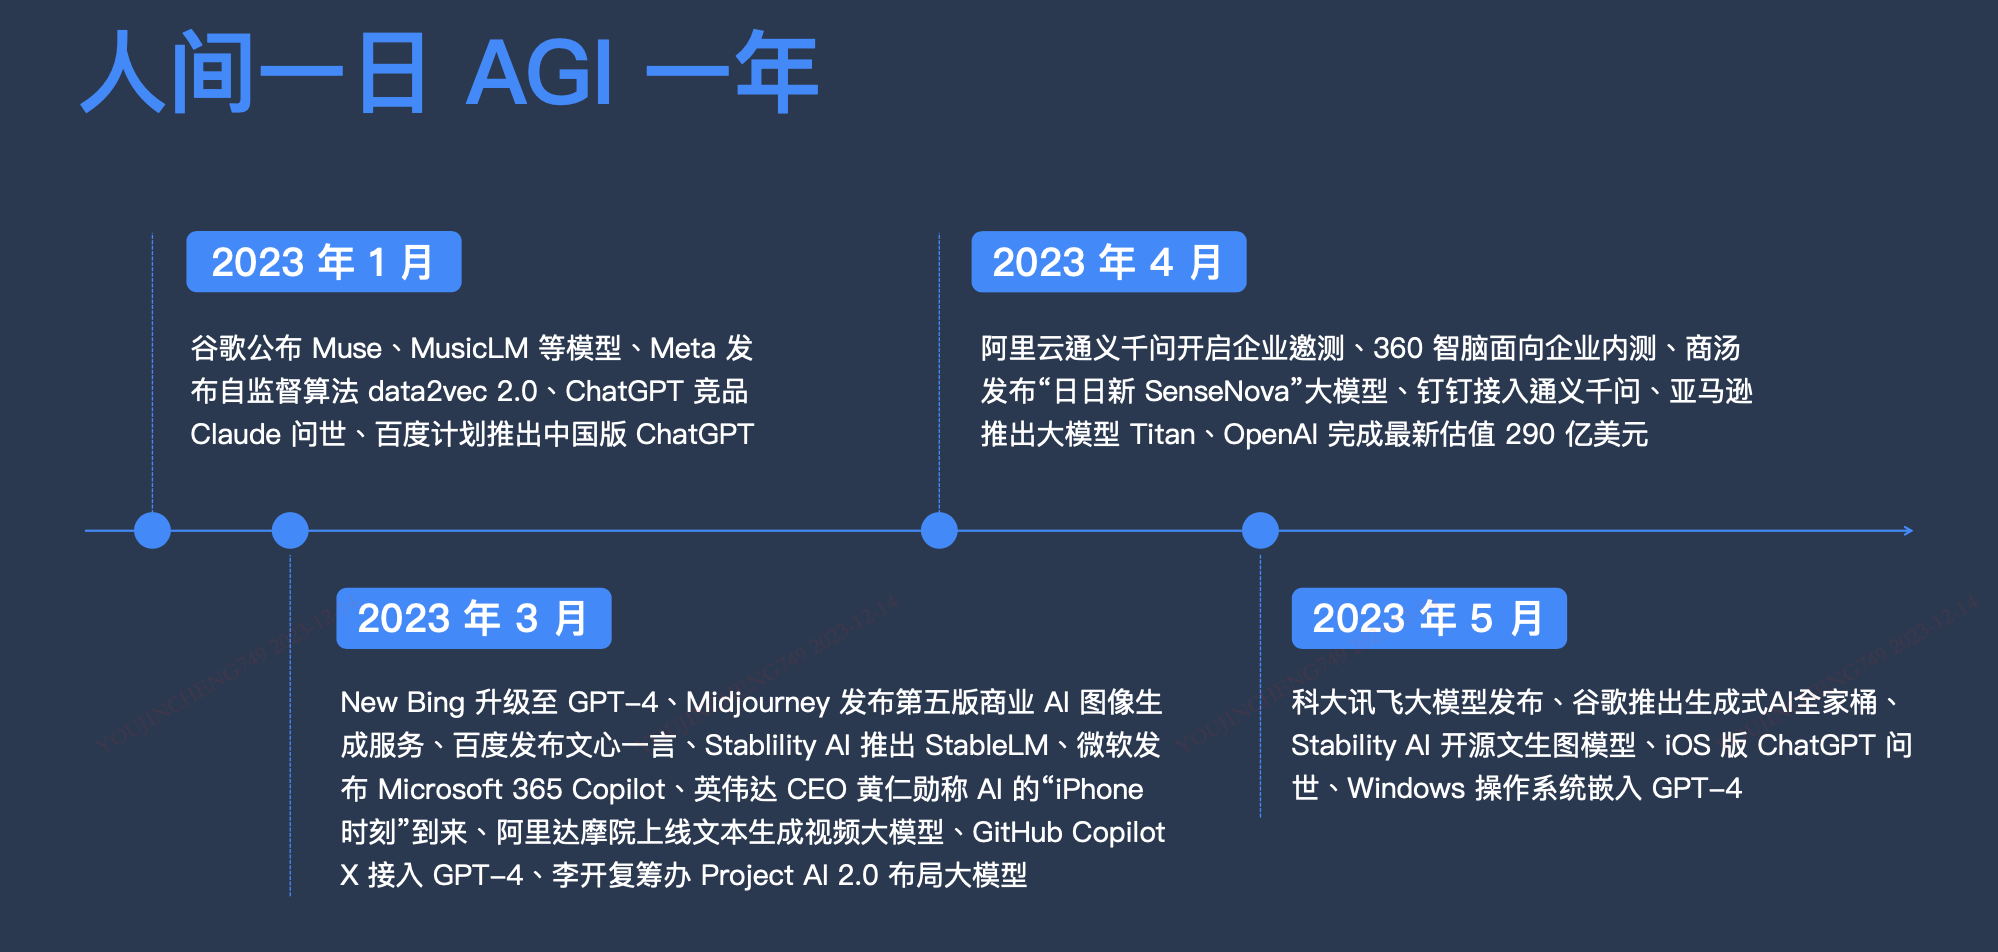 人间一日 AGI 一年
2023 年 1 月
谷歌公布 Muse、MusicLM 等模型、Meta 发
布自监督算法 data2vec 2.0、ChatGPT 竞品
Claude 问世、百度计划推出中国版 ChatGPT
2023 年 4 月
阿里云通义千问开启企业邀测、360 智脑面向企业内测、商汤
发布“日日新 SenseNova”大模型、钉钉接入通义千问、亚马逊
推出大模型 Titan、OpenAI 完成最新估值 290 亿美元
2023 年 3 月
New Bing 升级至 GPT-4、Midjourney 发布第五版商业 AI 图像生
成服务、百度发布文心一言、Stablility AI 推出 StableLM、微软发
布 Microsoft 365 Copilot、英伟达 CEO 黄仁勋称 AI 的“iPhone
时刻”到来、阿里达摩院上线文本生成视频大模型、GitHub Copilot
X 接入 GPT-4、李开复筹办 Project AI 2.0 布局大模型
2023 年 5 月
科大讯飞大模型发布、谷歌推出生成式AI全家桶、
Stability AI 开源文生图模型、iOS 版 ChatGPT 问
世、Windows 操作系统嵌入 GPT-4